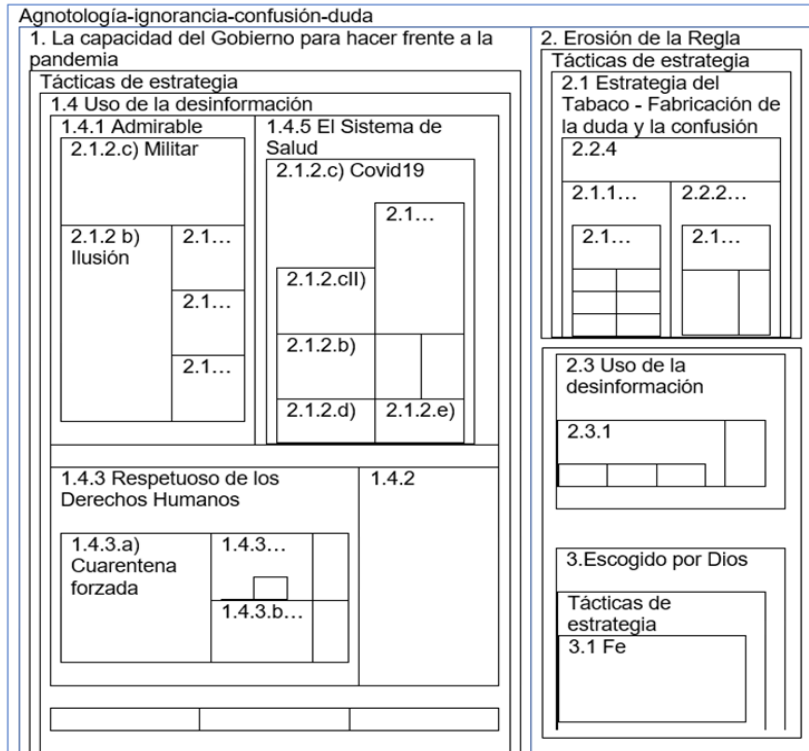 Agnotología-ignorancia-confusión-duda
1. La capacidad del Gobierno para hacer frente a la
pandemia
Tácticas de estrategia
1.4 Uso de la desinformación
1.4.1 Admirable
2.1.2.c) Militar
2.1.2 b)
Ilusión
2.1…
2.1…
2.1…
1.4.5 El Sistema de
Salud
2.1.2.c) Covid19
2.1…
2.1.2.cII)
2.1.2.b)
2.1.2.d)
2.1.2.e)
1.4.3 Respetuoso de los
Derechos Humanos
1.4.3.a)
Cuarentena
forzada
1.4.3…
1.4.3.b…
1.4.2
2. Erosión de la Regla
Tácticas de estrategia
2.1 Estrategia del
Tabaco - Fabricación de
la duda y la confusión
2.2.4
2.1.1…
2.1…
2.2.2…
2.1…
2.3 Uso de la
desinformación
2.3.1
3.Escogido por Dios
Tácticas de
estrategia
3.1 Fe